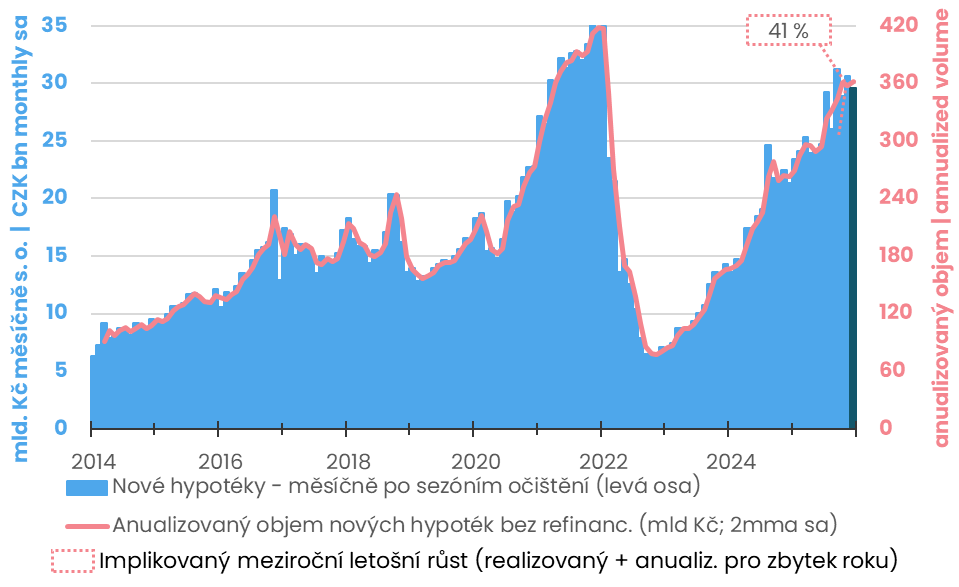 mld. Kč měsíčně s. o. | CZK bn monthly sa
35
30
25
20
15
10
5
0
41 %
420
360
300
240
180
120
60
0
anualizovaný objem | annualized volume
2014 2016 2018 2020 2022 2024
Nové hypotéky - měsíčně po sezóním očištění (levá osa)
Anualizovaný objem nových hypoték bez refinanc. (mld Kč; 2mma sa)
Implikovaný meziroční letošní růst (realizovaný + anualiz. pro zbytek roku)